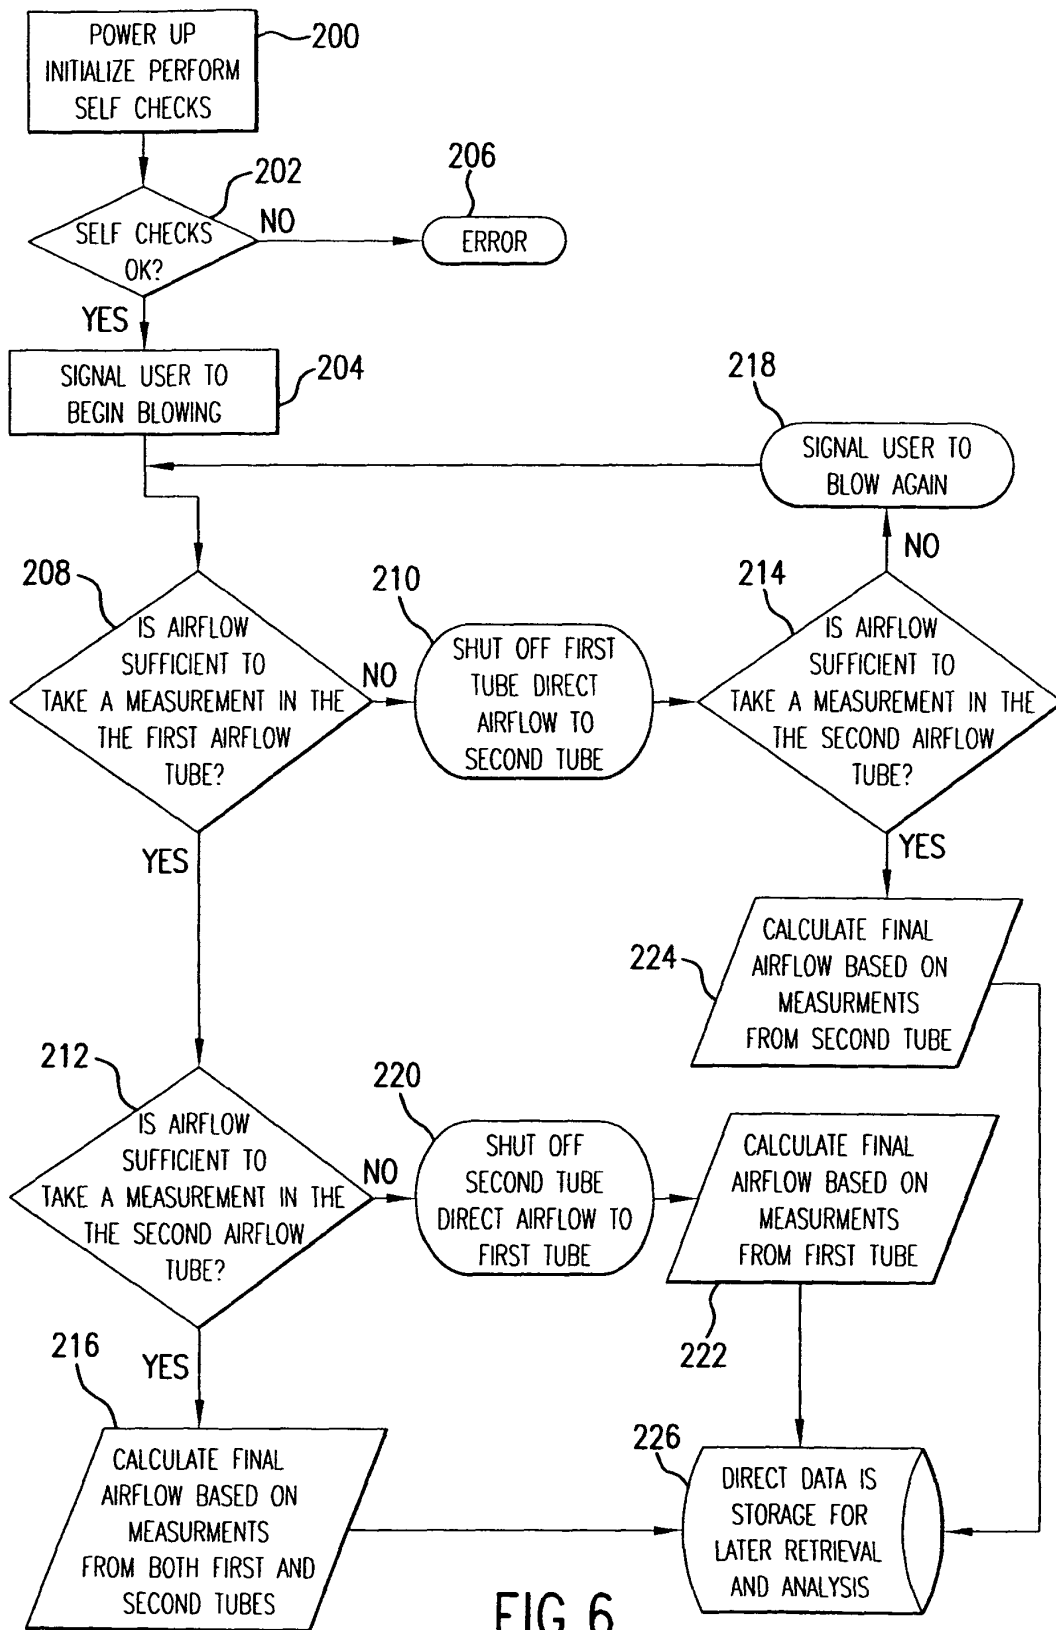 POWER UP
INITIALIZE PERFORM
SELF CHECKS
200
202
SELF CHECKS
OK?
NO
206
ERROR
YES
SIGNAL USER TO
BEGIN BLOWING
204
218
SIGNAL USER TO
BLOW AGAIN
NO
208
IS AIRFLOW
SUFFICIENT TO
TAKE A MEASUREMENT IN THE
THE FIRST AIRFLOW
TUBE?
NO
210
SHUT OFF FIRST
TUBE DIRECT
AIRFLOW TO
SECOND TUBE
214
IS AIRFLOW
SUFFICIENT TO
TAKE A MEASUREMENT IN THE
THE SECOND AIRFLOW
TUBE?
YES
YES
224
CALCULATE FINAL
AIRFLOW BASED ON
MEASURMENTS
FROM SECOND TUBE
212
IS AIRFLOW
SUFFICIENT TO
TAKE A MEASUREMENT IN THE
THE SECOND AIRFLOW
TUBE?
NO
220
SHUT OFF
SECOND TUBE
DIRECT AIRFLOW TO
FIRST TUBE
CALCULATE FINAL
AIRFLOW BASED ON
MEASURMENTS
FROM FIRST TUBE
222
YES
216
CALCULATE FINAL
AIRFLOW BASED ON
MEASURMENTS
FROM BOTH FIRST AND
SECOND TUBES
226
DIRECT DATA IS
STORAGE FOR
LATER RETRIEVAL
AND ANALYSIS
FIG.6